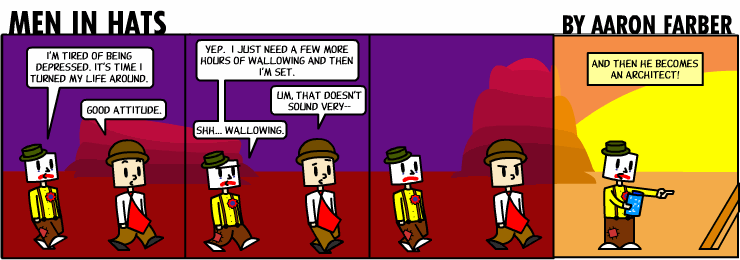 MEN IN HATS
BY AARON FARBER
I'M TIRED OF BEING
DEPRESSED. IT'S TIME I
TURNED MY LIFE AROUND.
GOOD ATTITUDE.
YEP. I JUST NEED A FEW MORE
HOURS OF WALLOWING AND THEN
I'M SET.
UM, THAT DOESN'T
SOUND VERY--
SHH... WALLOWING.
AND THEN HE BECOMES
AN ARCHITECT!